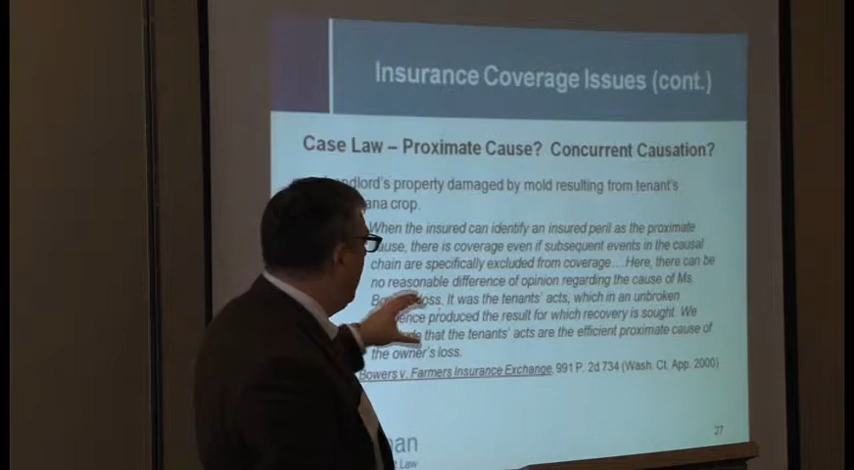 Insurance Coverage Issues (cont.)
Case Law – Proximate Cause? Concurrent Causation?
property damaged by mold resulting from tenant's
crop.
When the insured can identify an insured peril as the proximate
there is coverage even if subsequent events in the causal
chain are specifically excluded from coverage....Here, there can be
no reasonable difference of opinion regarding the cause of Ms.
loss. It was the tenants' acts, which in an unbroken
produced the result for which recovery is sought. We
that the tenants' acts are the efficient proximate cause of
the owner's loss.
Bowers v. Farmers Insurance Exchange, 991 P. 2d 734 (Wash. Ct. App. 2000)
27
Law